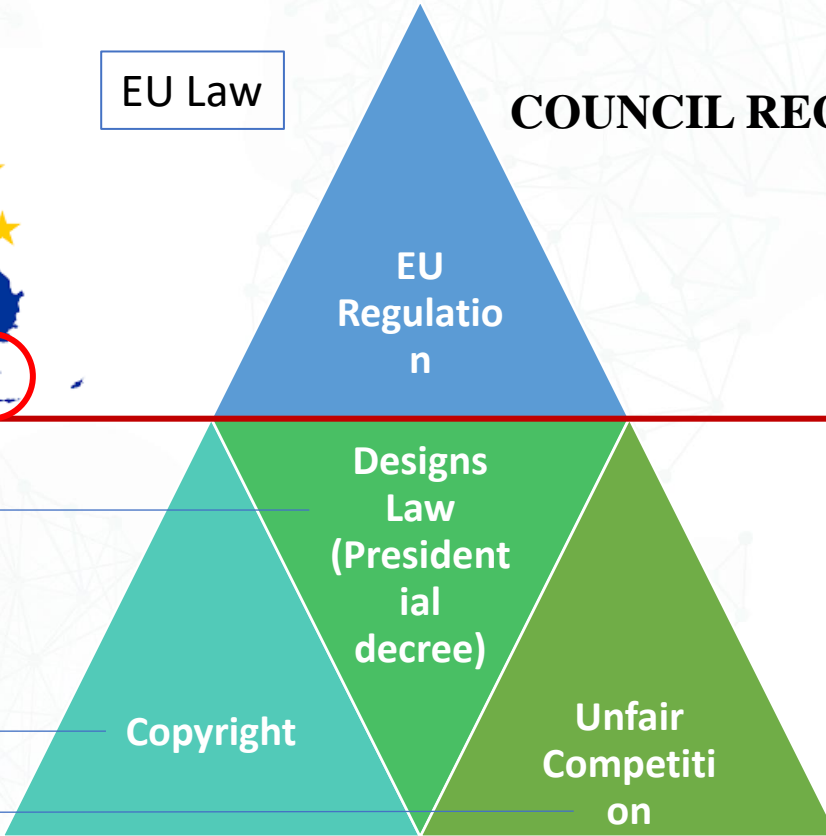 EU Law
COUNCIL REG
EU
Regulatio
n
Designs
Law
(President
ial
decree)
Copyright
Unfair
Competiti
on